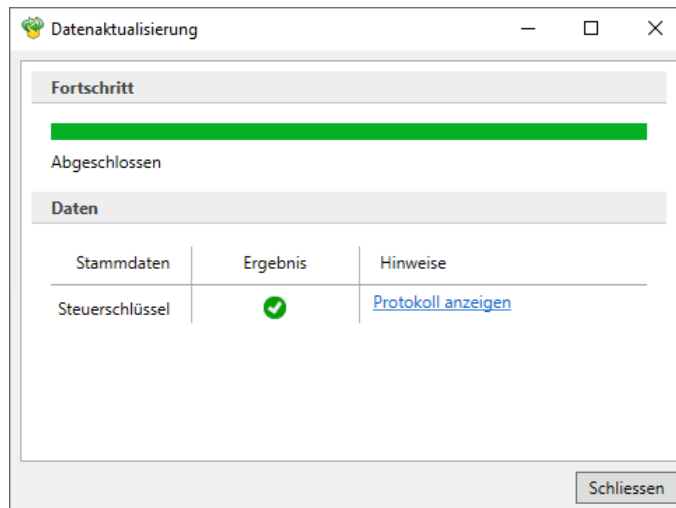 Datenaktualisierung
Fortschritt
Abgeschlossen
Daten
Stammdaten Ergebnis Hinweise
Steuerschlüssel Protokoll anzeigen
Schliessen